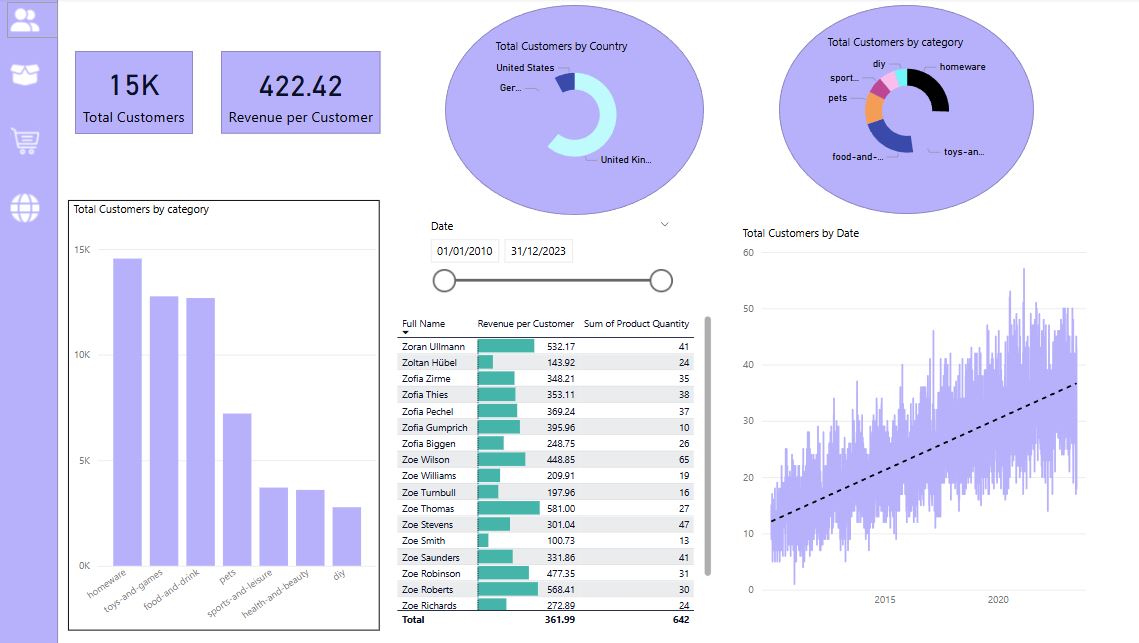 15K
Total Customers
422.42
Revenue per Customer
Total Customers by Country
United States
Ger...
United Kin...
Total Customers by category
diy
homeware
sport...
pets
food-and-...
toys-an...
Total Customers by category
15K
10K
5K
0K
homeware
toys-and-games
food-and-drink
pets
sports-and-leisure
health-and-beauty
diy
Date
01/01/2010 31/12/2023
Full Name Revenue per Customer Sum of Product Quantity
Zoran Ullmann 532.17 41
Zoltan Hübel 143.92 24
Zofia Zirme 348.21 35
Zofia Thies 353.11 38
Zofia Pechel 369.24 37
Zofia Gumprich 395.96 10
Zofia Biggen 248.75 26
Zoe Wilson 448.85 65
Zoe Williams 209.91 19
Zoe Turnbull 197.96 16
Zoe Thomas 581.00 27
Zoe Stevens 301.04 47
Zoe Smith 100.73 13
Zoe Saunders 331.86 41
Zoe Robinson 477.35 31
Zoe Roberts 568.41 30
Zoe Richards 272.89 24
Total 361.99 642
Total Customers by Date
60
50
40
30
20
10
0
2015 2020